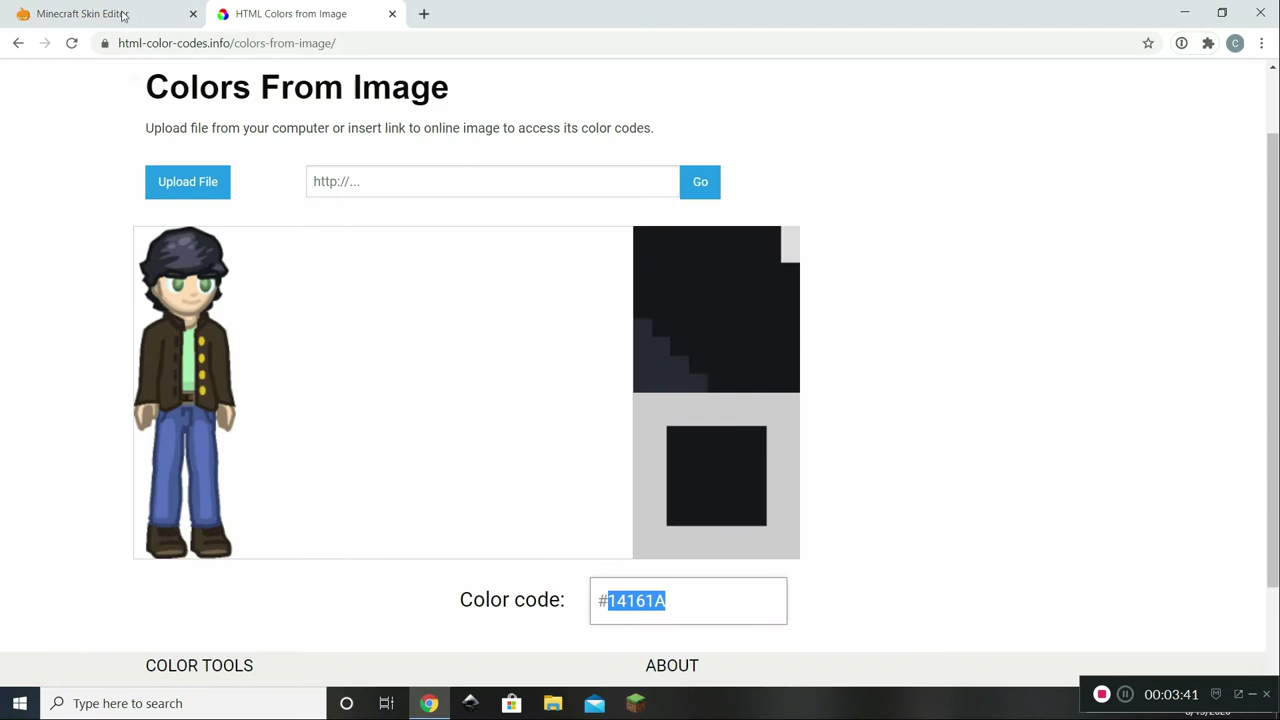 Minecraft Skin Editor
HTML Colors from Image
html-color-codes.info/colors-from-image/
C
Colors From Image
Upload file from your computer or insert link to online image to access its color codes.
Upload File
http://...
Go
Color code:
#14161A
COLOR TOOLS
ABOUT
Type here to search
00:03:41